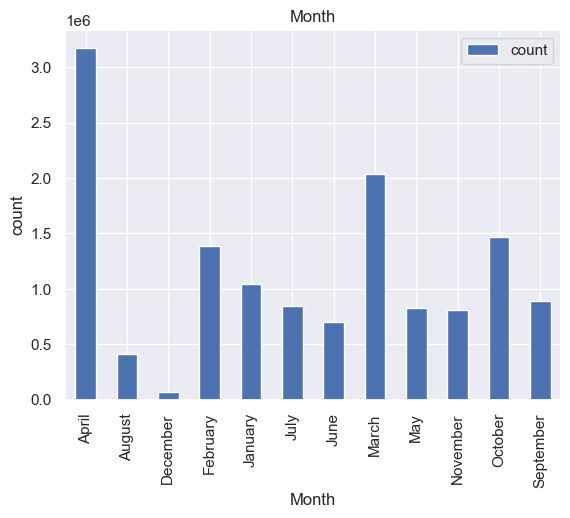 Month
1e6
count
3.0
2.5
2.0
1.5
1.0
0.5
0.0
count
April
August
December
February
January
July
June
March
May
November
October
September
Month